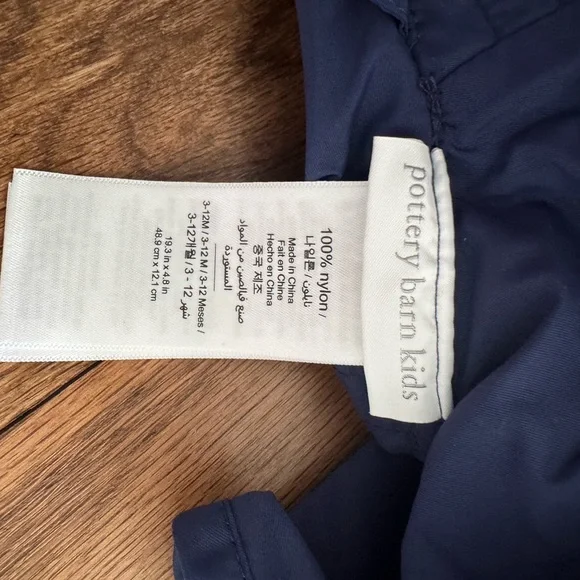 pottery barn kids
100% nylon /
나일론 / نايلون
Made in China
Fait en Chine
Hecho en China
중국 제조
صنع في الصين من المواد
المستوردة
3-12M / 3-12 M / 3-12 Meses /
3-12개월 / 3 - 12 شهر
19.3 in x 4.8 in
48.9 cm x 12.1 cm